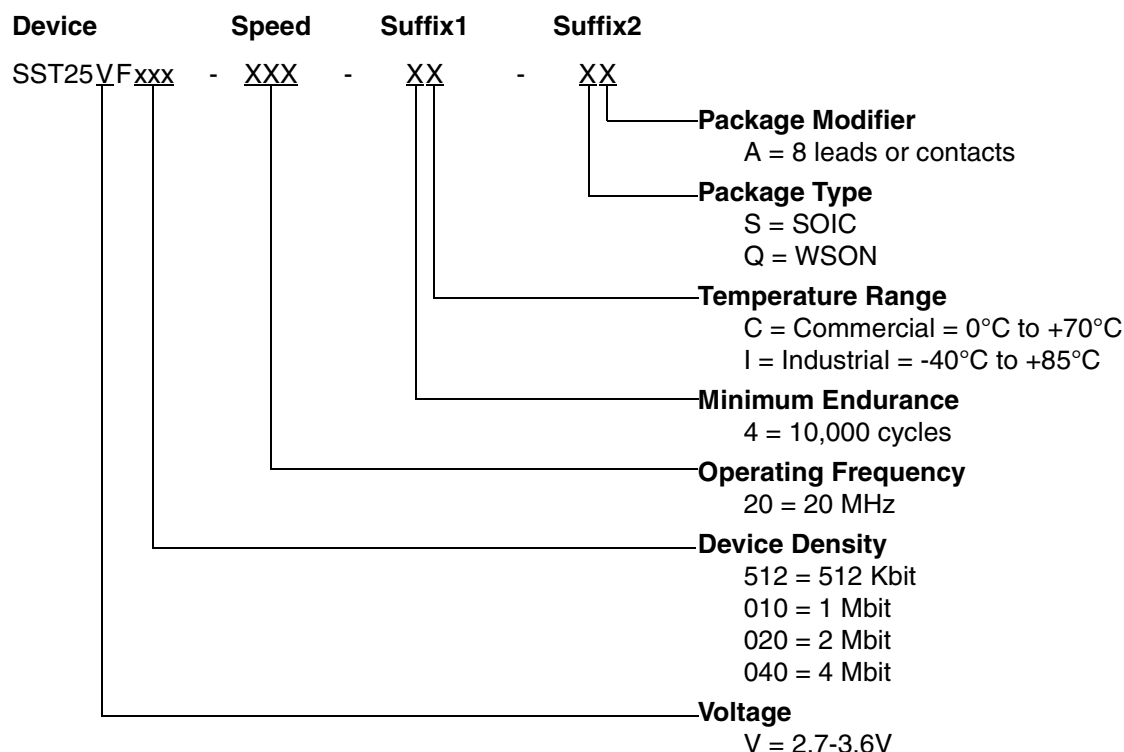 Device Speed Suffix1 Suffix2
SST25VFxxx - XXX - XX - XX
Package Modifier
A = 8 leads or contacts
Package Type
S = SOIC
Q = WSON
Temperature Range
C = Commercial = 0°C to +70°C
I = Industrial = -40°C to +85°C
Minimum Endurance
4 = 10,000 cycles
Operating Frequency
20 = 20 MHz
Device Density
512 = 512 Kbit
010 = 1 Mbit
020 = 2 Mbit
040 = 4 Mbit
Voltage
V = 2.7-3.6V